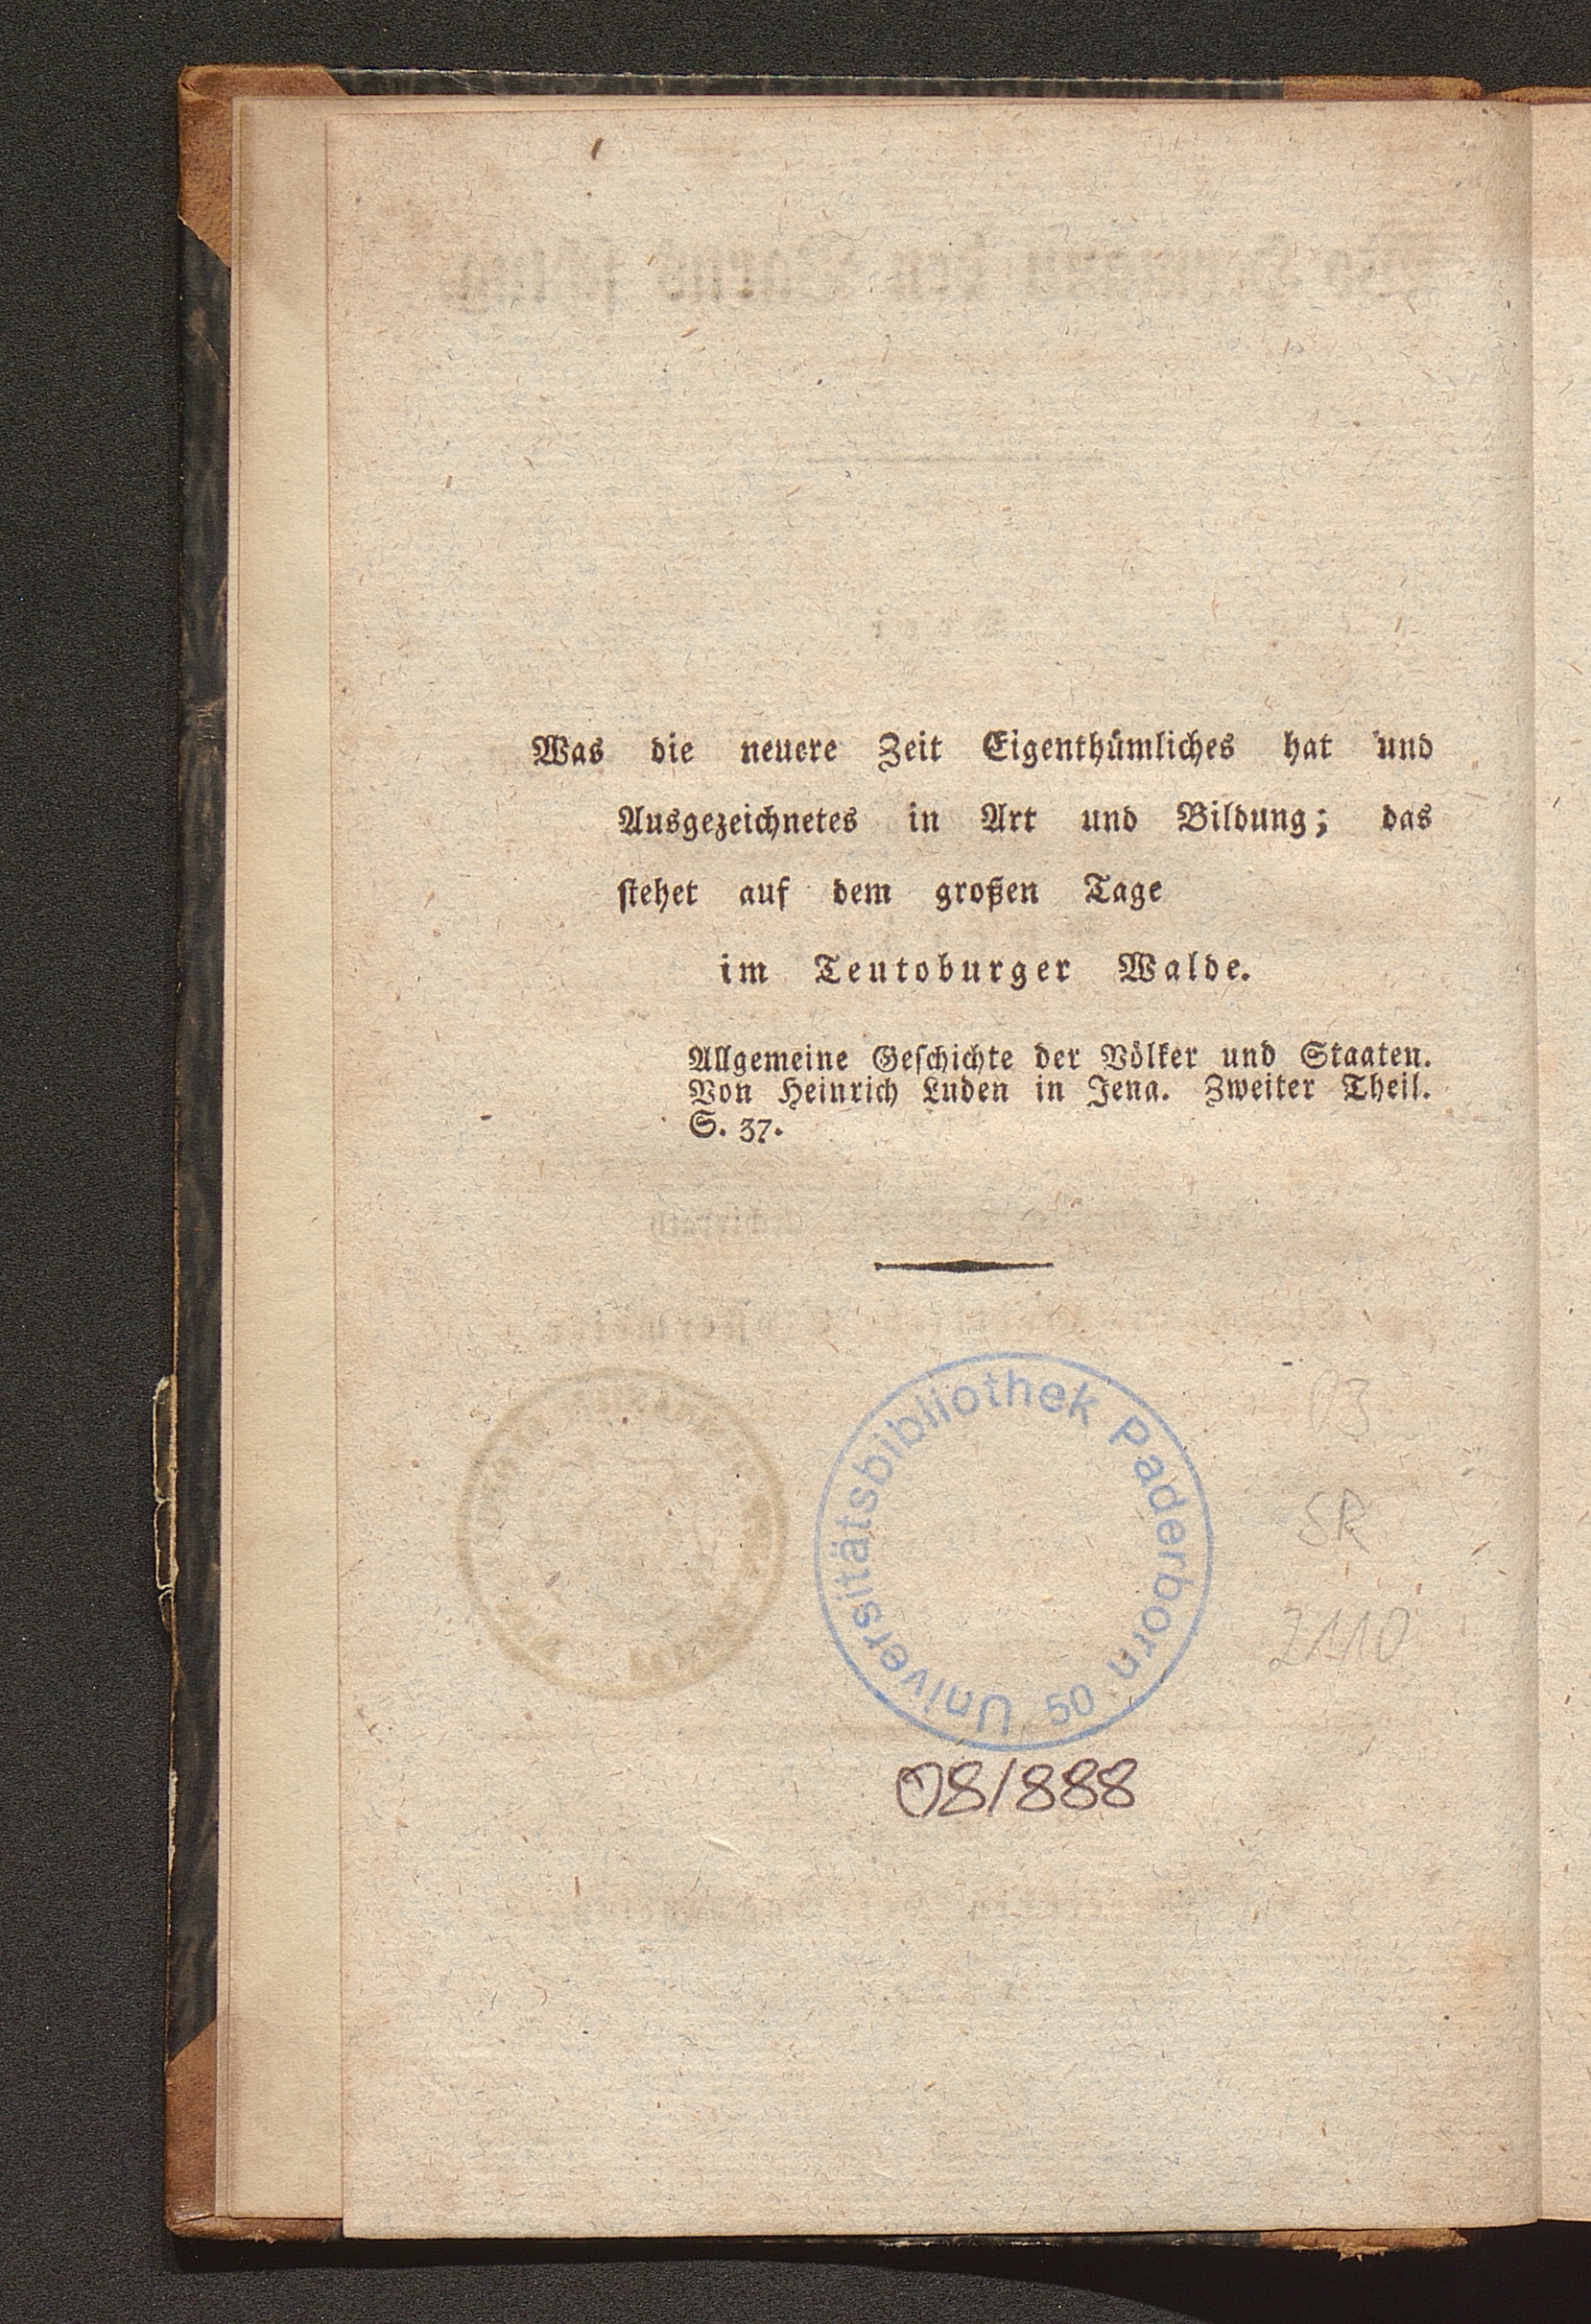 Was die neuere Zeit Eigenthümliches hat und
Ausgezeichnetes in Art und Bildung; das
stehet auf dem großen Tage
im Teutoburger Walde.
Allgemeine Geschichte der Völker und Staaten.
Von Heinrich Luden in Jena. Zweiter Theil.
S. 37.
Universitätsbibliothek Paderborn 50
03
SR
2110
08/888